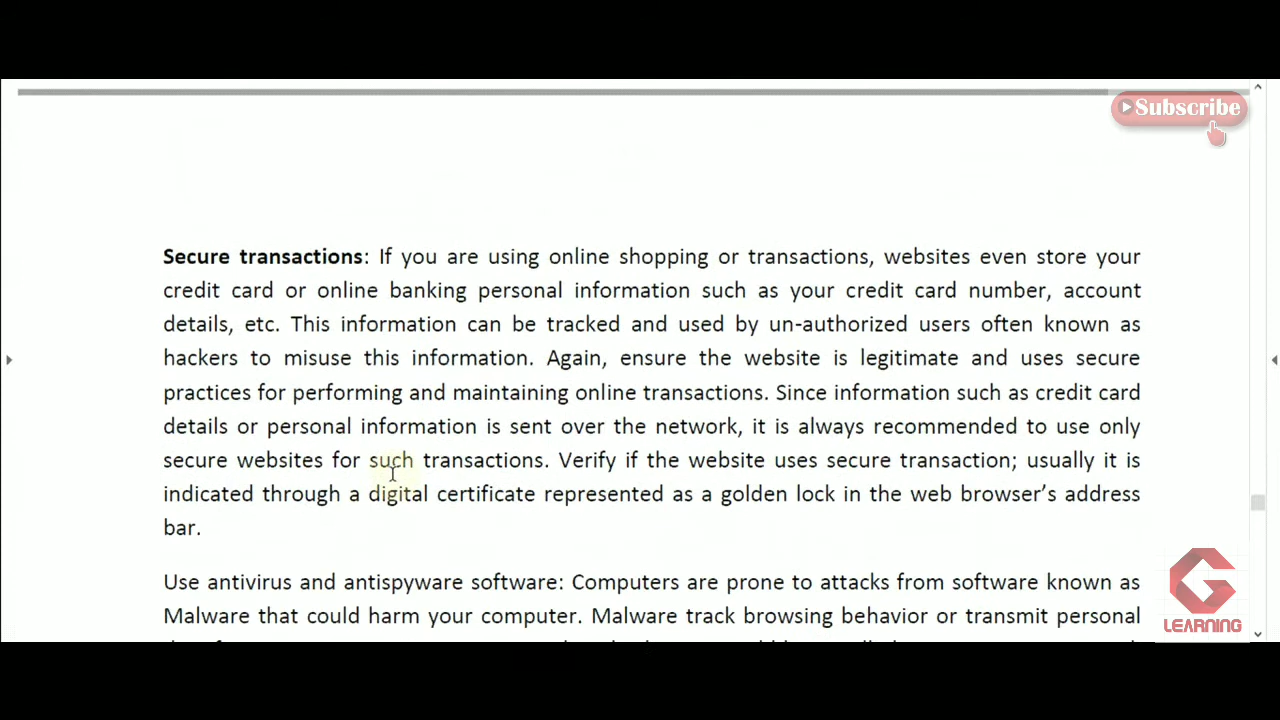 Subscribe
Secure transactions: If you are using online shopping or transactions, websites even store your
credit card or online banking personal information such as your credit card number, account
details, etc. This information can be tracked and used by un-authorized users often known as
hackers to misuse this information. Again, ensure the website is legitimate and uses secure
practices for performing and maintaining online transactions. Since information such as credit card
details or personal information is sent over the network, it is always recommended to use only
secure websites for such transactions. Verify if the website uses secure transaction; usually it is
indicated through a digital certificate represented as a golden lock in the web browser’s address
bar.
Use antivirus and antispyware software: Computers are prone to attacks from software known as
Malware that could harm your computer. Malware track browsing behavior or transmit personal
G
LEARNING